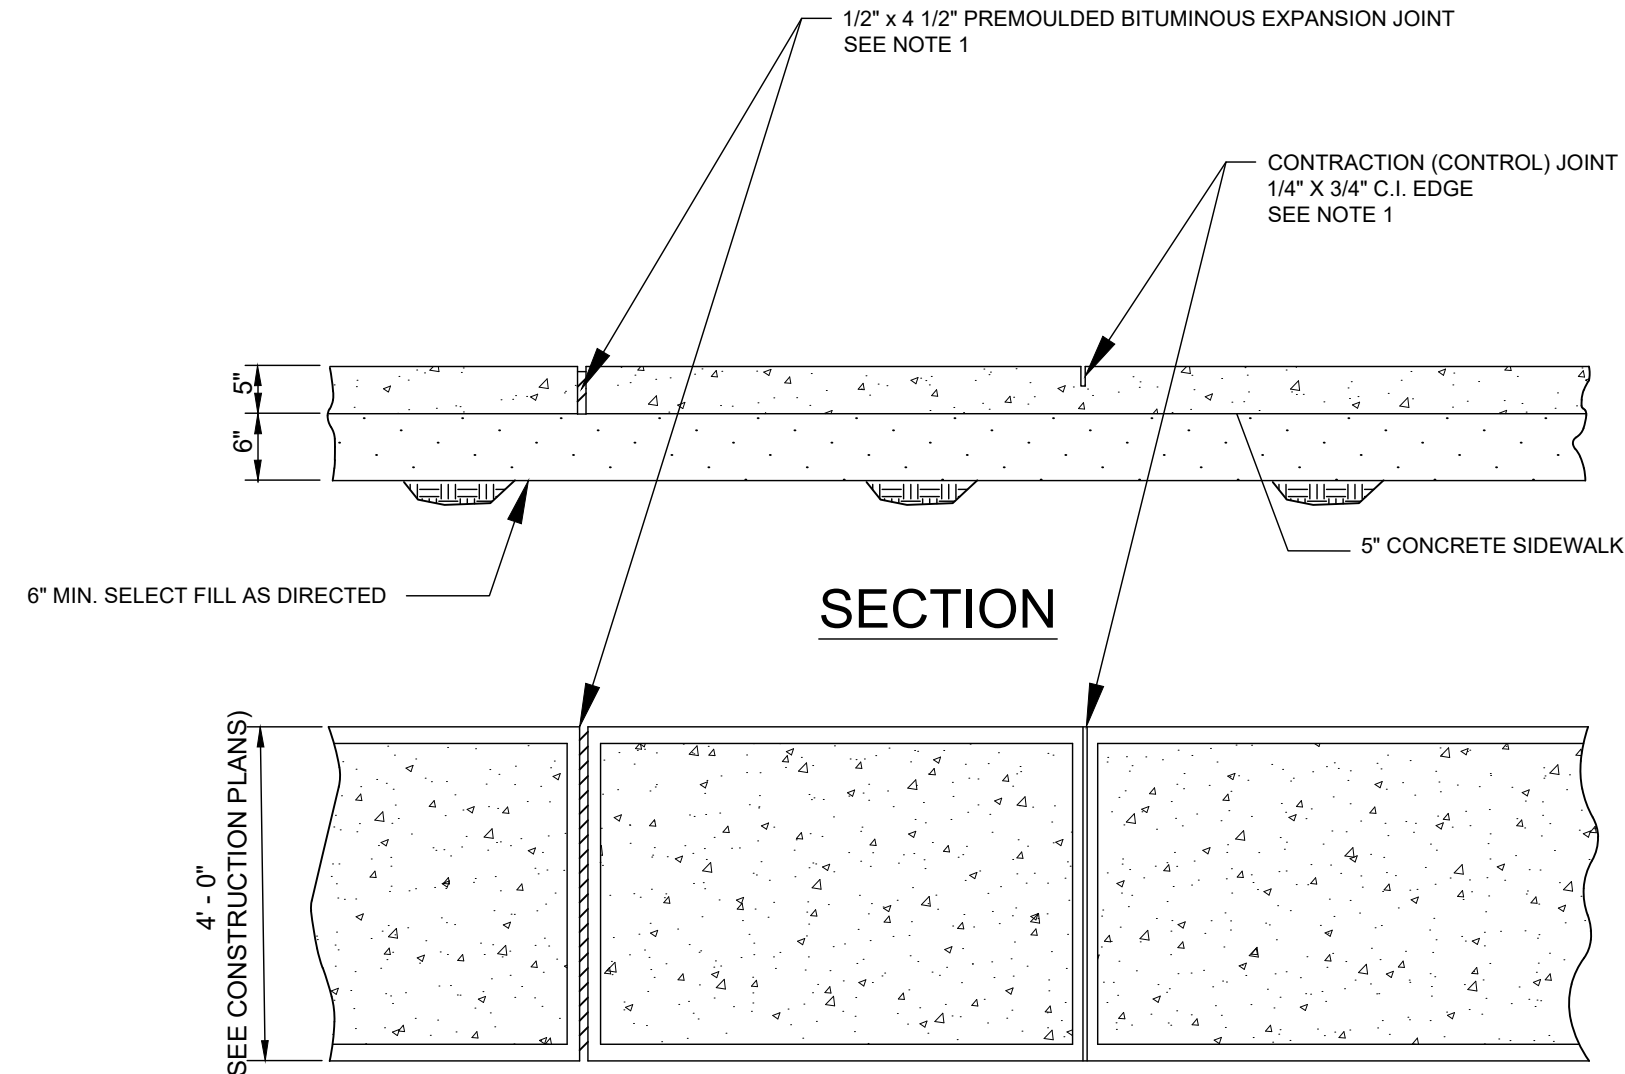 1/2" x 4 1/2" PREMOULDED BITUMINOUS EXPANSION JOINT
SEE NOTE 1
CONTRACTION (CONTROL) JOINT
1/4" X 3/4" C.I. EDGE
SEE NOTE 1
5"
6"
5" CONCRETE SIDEWALK
6" MIN. SELECT FILL AS DIRECTED
SECTION
4' - 0"
SEE CONSTRUCTION PLANS)